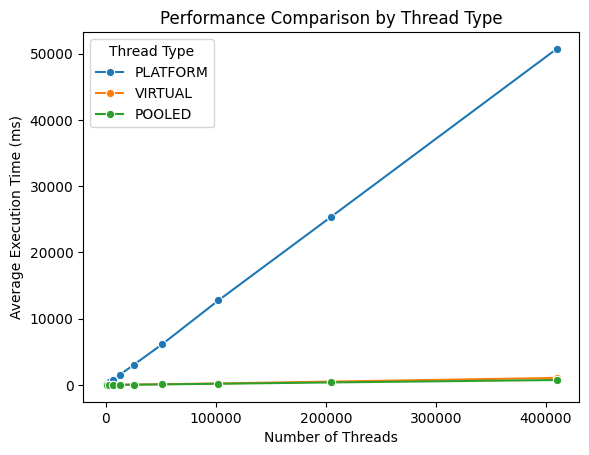 Performance Comparison by Thread Type
Thread Type
PLATFORM
VIRTUAL
POOLED
Average Execution Time (ms)
50000
40000
30000
20000
10000
0
0 100000 200000 300000 400000
Number of Threads